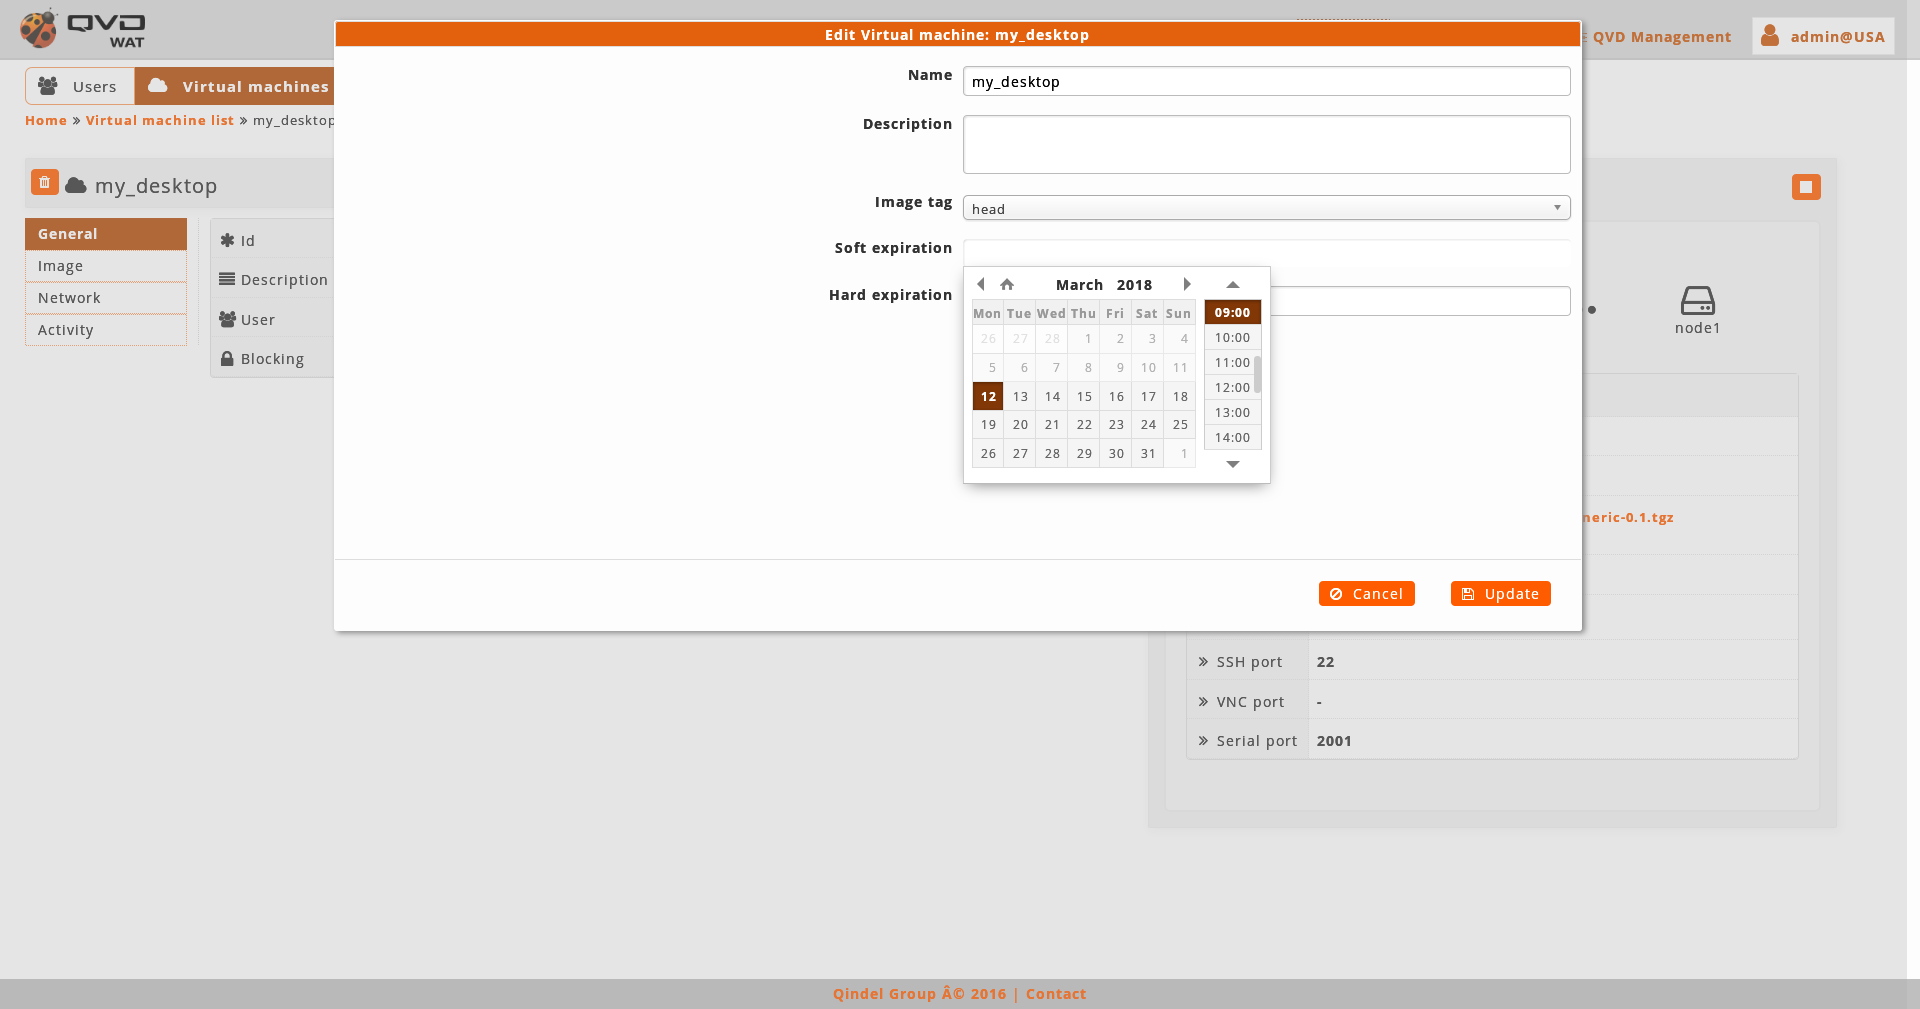 QVD
WAT
Edit Virtual machine: my_desktop
QVD Management
admin@USA
Users
Virtual machines
Home » Virtual machine list » my_desktop
my_desktop
General
Image
Network
Activity
Id
Description
User
Blocking
Name
my_desktop
Description
Image tag
head
Soft expiration
Hard expiration
March 2018
Mon Tue Wed Thu Fri Sat Sun
26 27 28 1 2 3 4
5 6 7 8 9 10 11
12 13 14 15 16 17 18
19 20 21 22 23 24 25
26 27 28 29 30 31 1
09:00
10:00
11:00
12:00
13:00
14:00
node1
neric-0.1.tgz
Cancel
Update
» SSH port 22
» VNC port -
» Serial port 2001
Qindel Group Â© 2016 | Contact